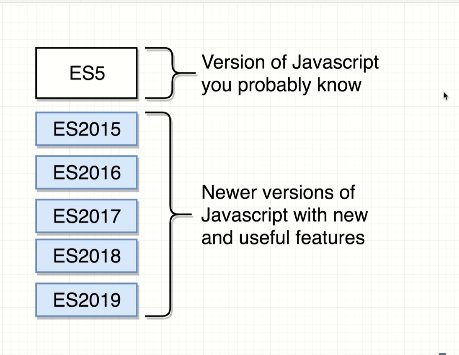 ES5
Version of Javascript
you probably know
ES2015
ES2016
ES2017
ES2018
ES2019
Newer versions of
Javascript with new
and useful features